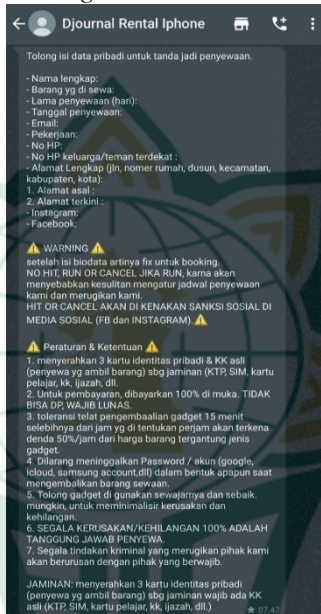 Djournal Rental Iphone
Tolong isi data pribadi untuk tanda jadi penyewaan.
- Nama lengkap:
- Barang yg di sewa:
- Lama penyewaan (hari):
- Tanggal penyewaan:
- Email:
- Pekerjaan:
- No HP:
- No HP keluarga/teman terdekat :
- Alamat Lengkap (jln, nomer rumah, dusun, kecamatan,
kabupaten, kota):
1. Alamat asal :
2. Alamat terkini :
- Instagram:
- Facebook:
⚠️ WARNING ⚠️
setelah isi biodata artinya fix untuk booking.
NO HIT, RUN OR CANCEL JIKA RUN, karna akan
menyebabkan kesulitan mengatur jadwal penyewaan
kami dan merugikan kami.
HIT OR CANCEL AKAN DI KENAKAN SANKSI SOSIAL DI
MEDIA SOSIAL (FB dan INSTAGRAM).⚠️
⚠️ Peraturan & Ketentuan ⚠️
1. menyerahkan 3 kartu identitas pribadi & KK asli
(penyewa yg ambil barang) sbg jaminan (KTP, SIM, kartu
pelajar, kk, ijazah, dll.
2. Untuk pembayaran, dibayarkan 100% di muka. TIDAK
BISA DP, WAJIB LUNAS.
3. toleransi telat pengembaalian gadget 15 menit
selebihnya dari jam yg di tentukan perjam akan terkena
denda 50%/jam dari harga barang tergantung jenis
gadget.
4. Dilarang meninggalkan Password / akun (google,
icloud, samsung account,dll) dalam bentuk apapun saat
mengembalikan barang sewaan.
5. Tolong gadget di gunakan sewajarnya dan sebaik.
mungkin, untuk meminimalisir kerusakan dan
kehilangan.
6. SEGALA KERUSAKAN/KEHILANGAN 100% ADALAH
TANGGUNG JAWAB PENYEWA.
7. Segala tindakan kriminal yang merugikan pihak kami
akan berurusan dengan pihak yang berwajib.
JAMINAN: menyerahkan 3 kartu identitas pribadi
(penyewa yg ambil barang) sbg jaminan wajib ada KK
asli (KTP, SIM, kartu pelajar, kk, ijazah, dll.)
★ 07.47